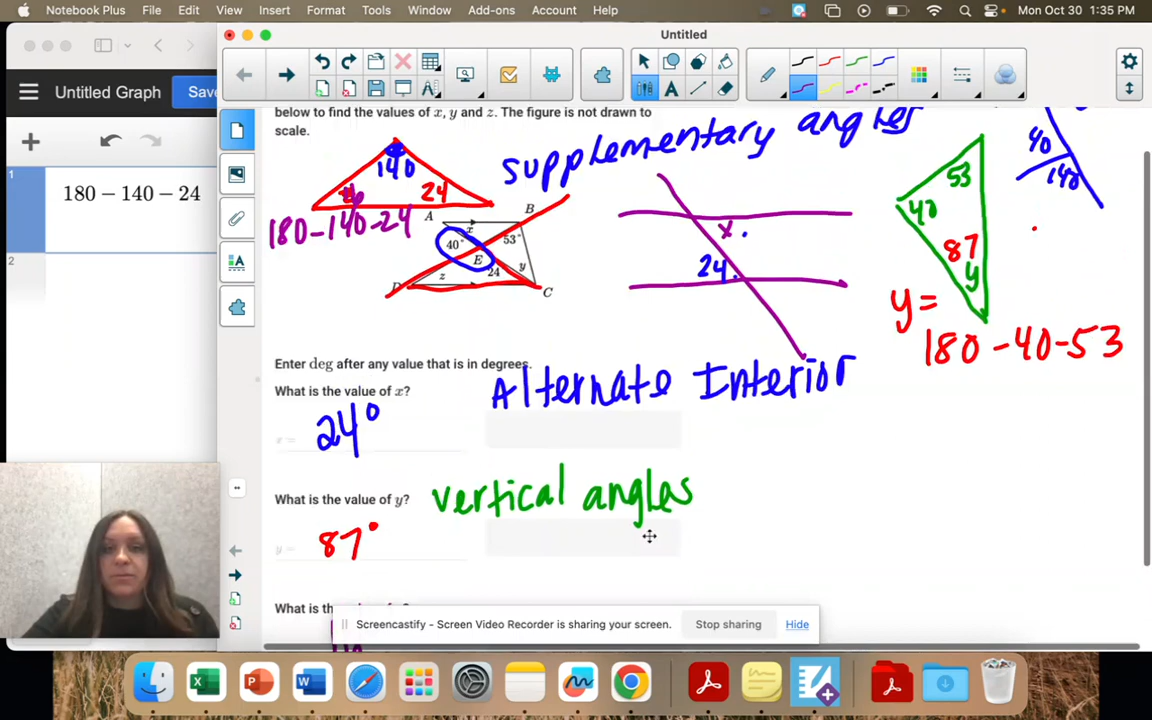 Notebook Plus File Edit View Insert Format Tools Window Add-ons Account Help Mon Oct 30 1:35 PM
Untitled
Untitled Graph Save
1
180 − 140 − 24
2
below to find the values of x, y and z. The figure is not drawn to
scale.
supplementary angles
140
24
180-140-24
A
B
x
40°
53°
E
24
y
z
D
C
x
24
53
40
87
y
y=
180-40-53
40
140
Enter deg after any value that is in degrees.
What is the value of x?
Alternate Interior
x =
24°
What is the value of y?
vertical angles
y =
87°
What is th
Screencastify - Screen Video Recorder is sharing your screen. Stop sharing Hide